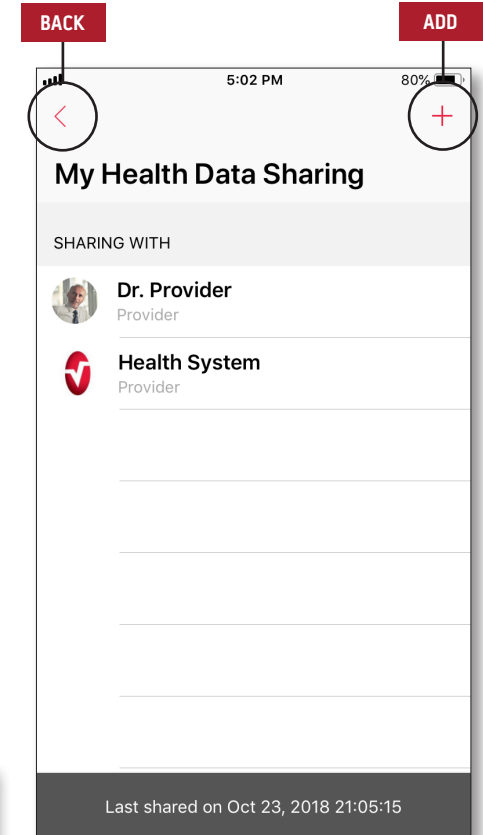 BACK
ADD
5:02 PM
80%
My Health Data Sharing
SHARING WITH
Dr. Provider
Provider
Health System
Provider
Last shared on Oct 23, 2018 21:05:15